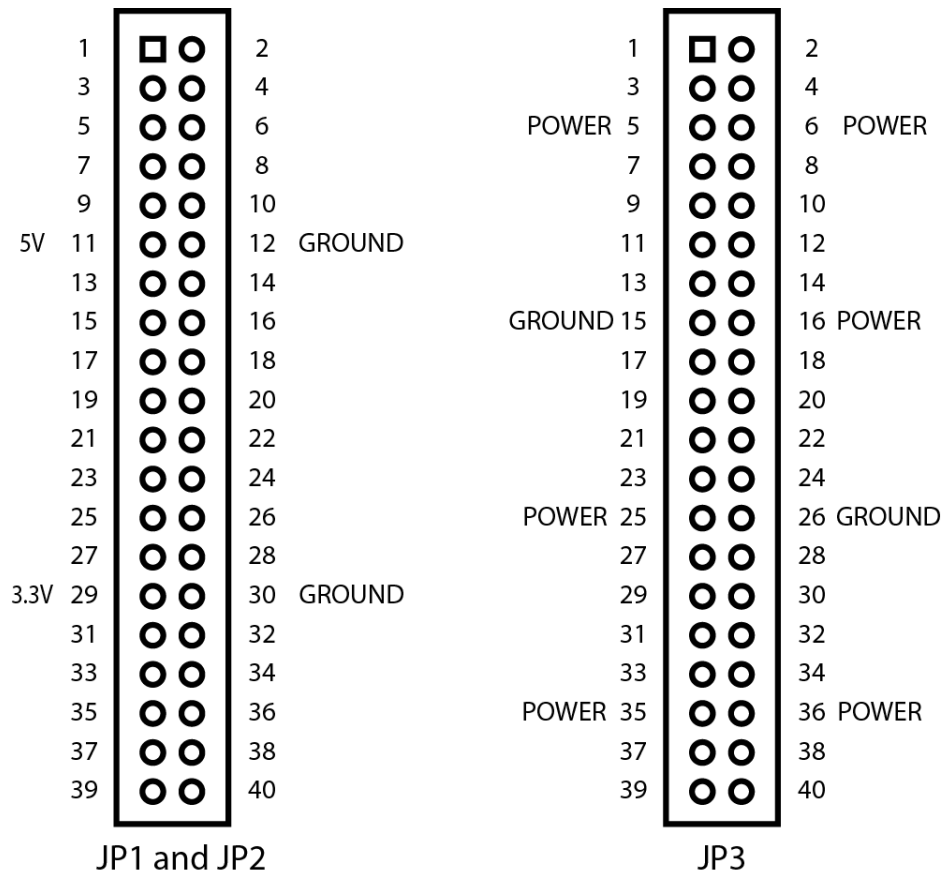 1 2 1 2
3 4 3 4
5 6 POWER 5 6 POWER
7 8 7 8
9 10 9 10
5V 11 12 GROUND 11 12
13 14 13 14
15 16 GROUND 15 16 POWER
17 18 17 18
19 20 19 20
21 22 21 22
23 24 23 24
25 26 POWER 25 26 GROUND
27 28 27 28
3.3V 29 30 GROUND 29 30
31 32 31 32
33 34 33 34
35 36 POWER 35 36 POWER
37 38 37 38
39 40 39 40
JP1 and JP2 JP3